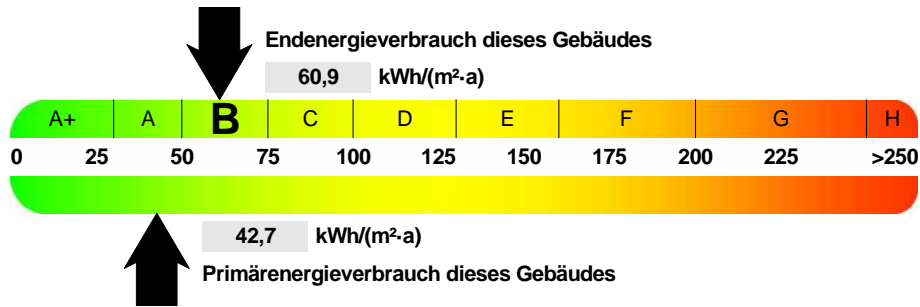 Endenergieverbrauch dieses Gebäudes
60,9 kWh/(m²·a)
A+ A B C D E F G H
0 25 50 75 100 125 150 175 200 225 >250
42,7 kWh/(m²·a)
Primärenergieverbrauch dieses Gebäudes